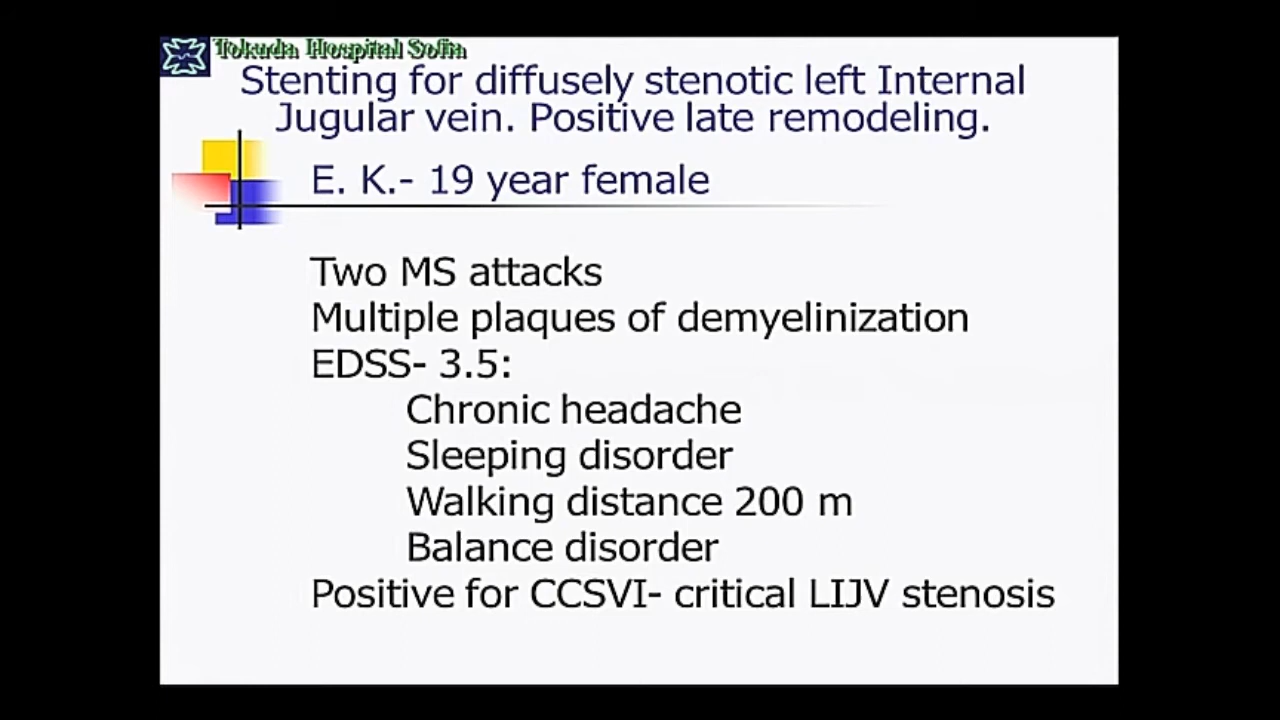 Tokuda Hospital Sofia
Stenting for diffusely stenotic left Internal
Jugular vein. Positive late remodeling.
E. K.- 19 year female
Two MS attacks
Multiple plaques of demyelinization
EDSS- 3.5:
Chronic headache
Sleeping disorder
Walking distance 200 m
Balance disorder
Positive for CCSVI- critical LIJV stenosis